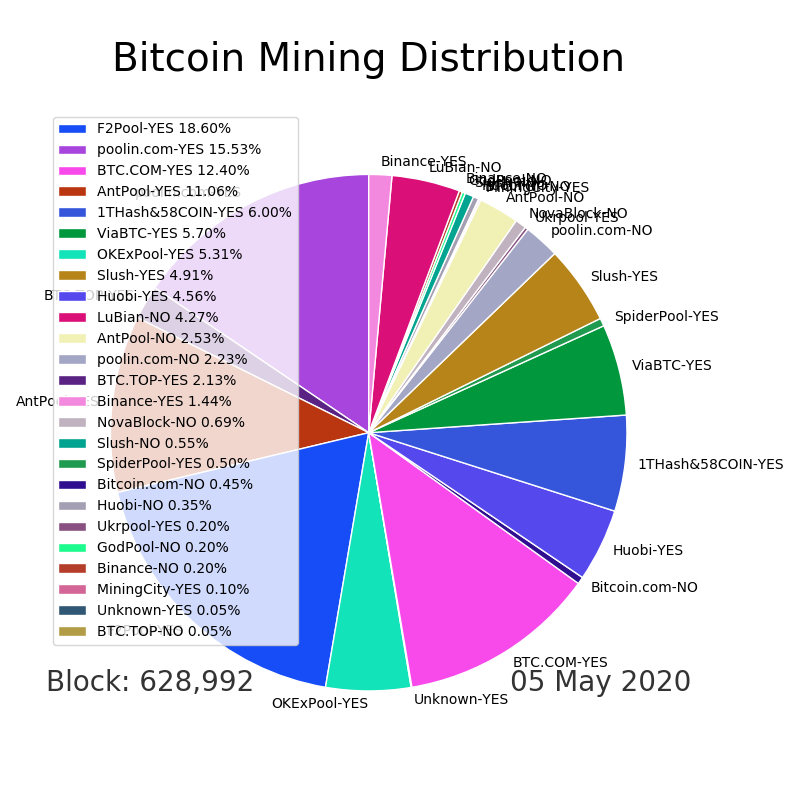 Bitcoin Mining Distribution
F2Pool-YES 18.60%
poolin.com-YES 15.53%
BTC.COM-YES 12.40%
AntPool-YES 11.06%
1THash&58COIN-YES 6.00%
ViaBTC-YES 5.70%
OKExPool-YES 5.31%
Slush-YES 4.91%
Huobi-YES 4.56%
LuBian-NO 4.27%
AntPool-NO 2.53%
poolin.com-NO 2.23%
BTC.TOP-YES 2.13%
Binance-YES 1.44%
NovaBlock-NO 0.69%
Slush-NO 0.55%
SpiderPool-YES 0.50%
Bitcoin.com-NO 0.45%
Huobi-NO 0.35%
Ukrpool-YES 0.20%
GodPool-NO 0.20%
Binance-NO 0.20%
MiningCity-YES 0.10%
Unknown-YES 0.05%
BTC.TOP-NO 0.05%
Binance-YES
LuBian-NO
Binance-NO
AntPool-NO
NovaBlock-NO
Ukrpool-YES
poolin.com-NO
Slush-YES
SpiderPool-YES
ViaBTC-YES
1THash&58COIN-YES
Huobi-YES
Bitcoin.com-NO
BTC.COM-YES
Unknown-YES
OKExPool-YES
Block: 628,992
05 May 2020